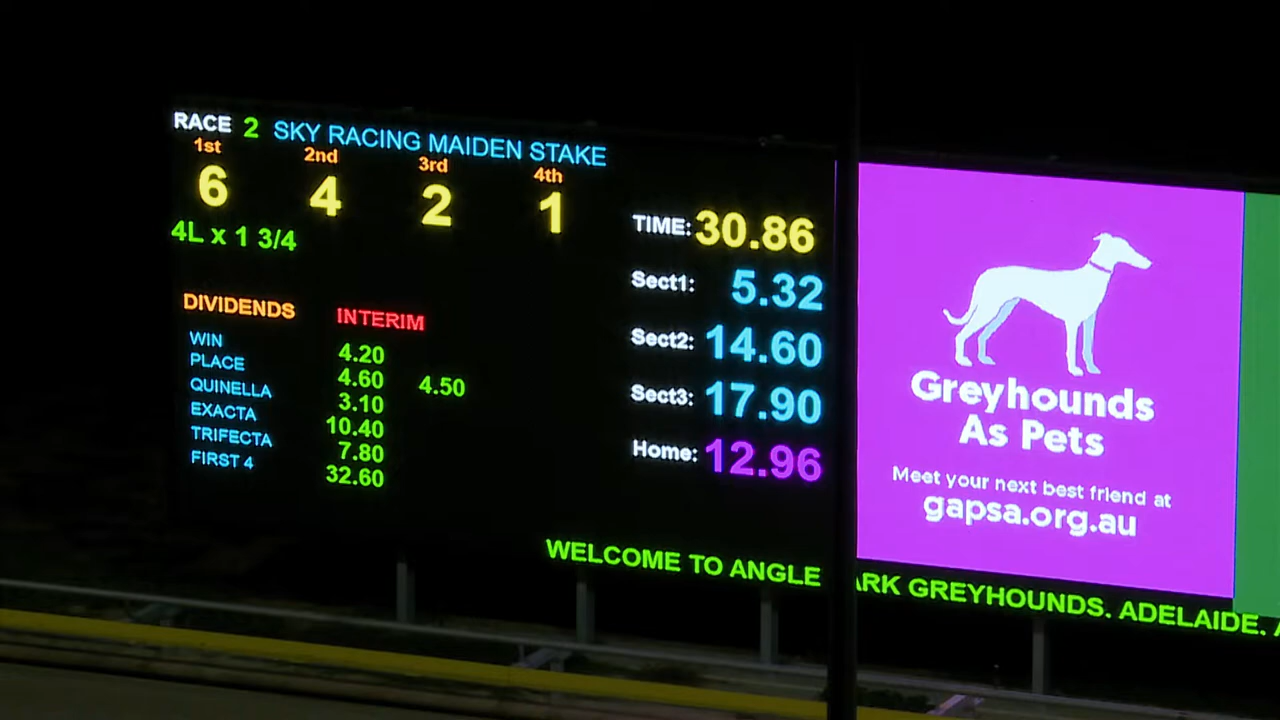 RACE 2 SKY RACING MAIDEN STAKE
1st 2nd 3rd 4th
6 4 2 1
4L x 1 3/4
TIME: 30.86
Sect1: 5.32
Sect2: 14.60
Sect3: 17.90
Home: 12.96
DIVIDENDS INTERIM
WIN 4.20
PLACE 4.60 4.50
QUINELLA 3.10
EXACTA 10.40
TRIFECTA 7.80
FIRST 4 32.60
Greyhounds
As Pets
Meet your next best friend at
gapsa.org.au
WELCOME TO ANGLE ARK GREYHOUNDS. ADELAIDE.